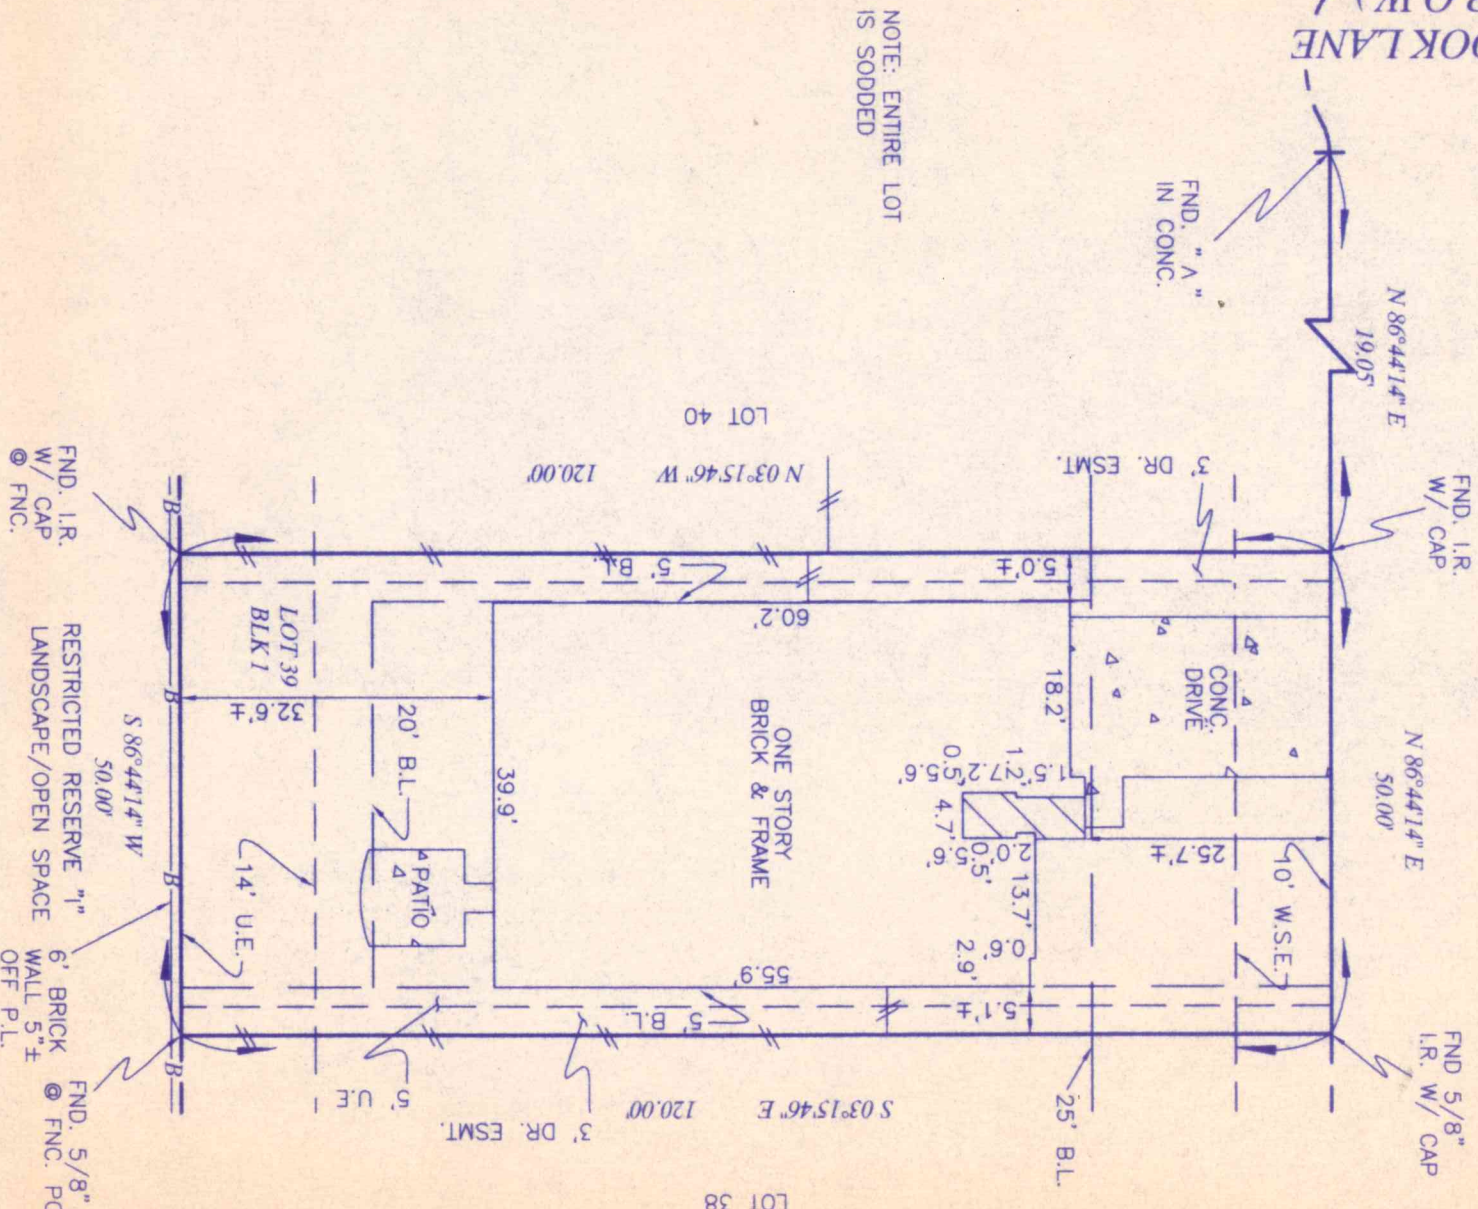 OOK LANE
R.O.W.)
NOTE: ENTIRE LOT
IS SODDED
FND. "Λ"
IN CONC.
N 86°44'14" E
19.05'
FND. I.R.
W/ CAP
N 86°44'14" E
50.00'
FND 5/8"
I.R. W/ CAP
LOT 40
N 03°15'46" W 120.00'
3' DR. ESMT.
5.0'±
5' B.L.
60.2'
CONC.
DRIVE
18.2'
10' W.S.E.
25.7'±
1.5'
1.2'
7.2'
0.5'
5.6'
4.7'
5.6'
0.5'
2.0'
13.7'
0.6'
2.9'
ONE STORY
BRICK & FRAME
LOT 39
BLK 1
32.6'±
20' B.L.
39.9'
PATIO
14' U.E.
55.9'
5' B.L.
5.1'±
25' B.L.
5' U.E
3' DR. ESMT.
S 03°15'46" E 120.00'
LOT 38
FND. I.R.
W/ CAP
@ FNC.
B
B
B
B
S 86°44'14" W
50.00'
RESTRICTED RESERVE "I"
LANDSCAPE/OPEN SPACE
6' BRICK
WALL 5"±
OFF P.L.
FND. 5/8"
@ FNC.